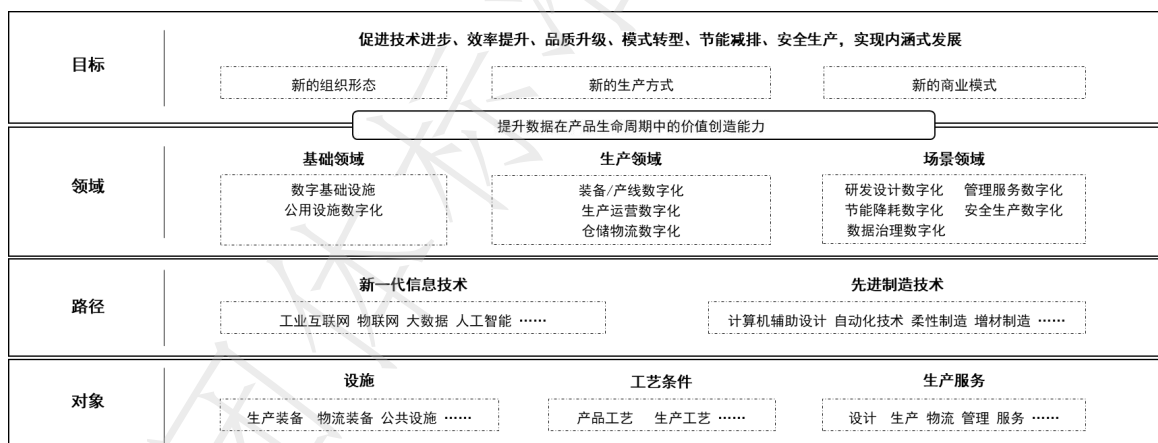 目标
促进技术进步、效率提升、品质升级、模式转型、节能减排、安全生产，实现内涵式发展
新的组织形态 新的生产方式 新的商业模式
提升数据在产品生命周期中的价值创造能力
领域
基础领域 生产领域 场景领域
数字基础设施 装备/产线数字化 研发设计数字化 管理服务数字化
公用设施数字化 生产运营数字化 节能降耗数字化 安全生产数字化
仓储物流数字化 数据治理数字化
路径
新一代信息技术 先进制造技术
工业互联网 物联网 大数据 人工智能 …… 计算机辅助设计 自动化技术 柔性制造 增材制造 ……
对象
设施 工艺条件 生产服务
生产装备 物流装备 公共设施 …… 产品工艺 生产工艺 …… 设计 生产 物流 管理 服务 ……
团体标